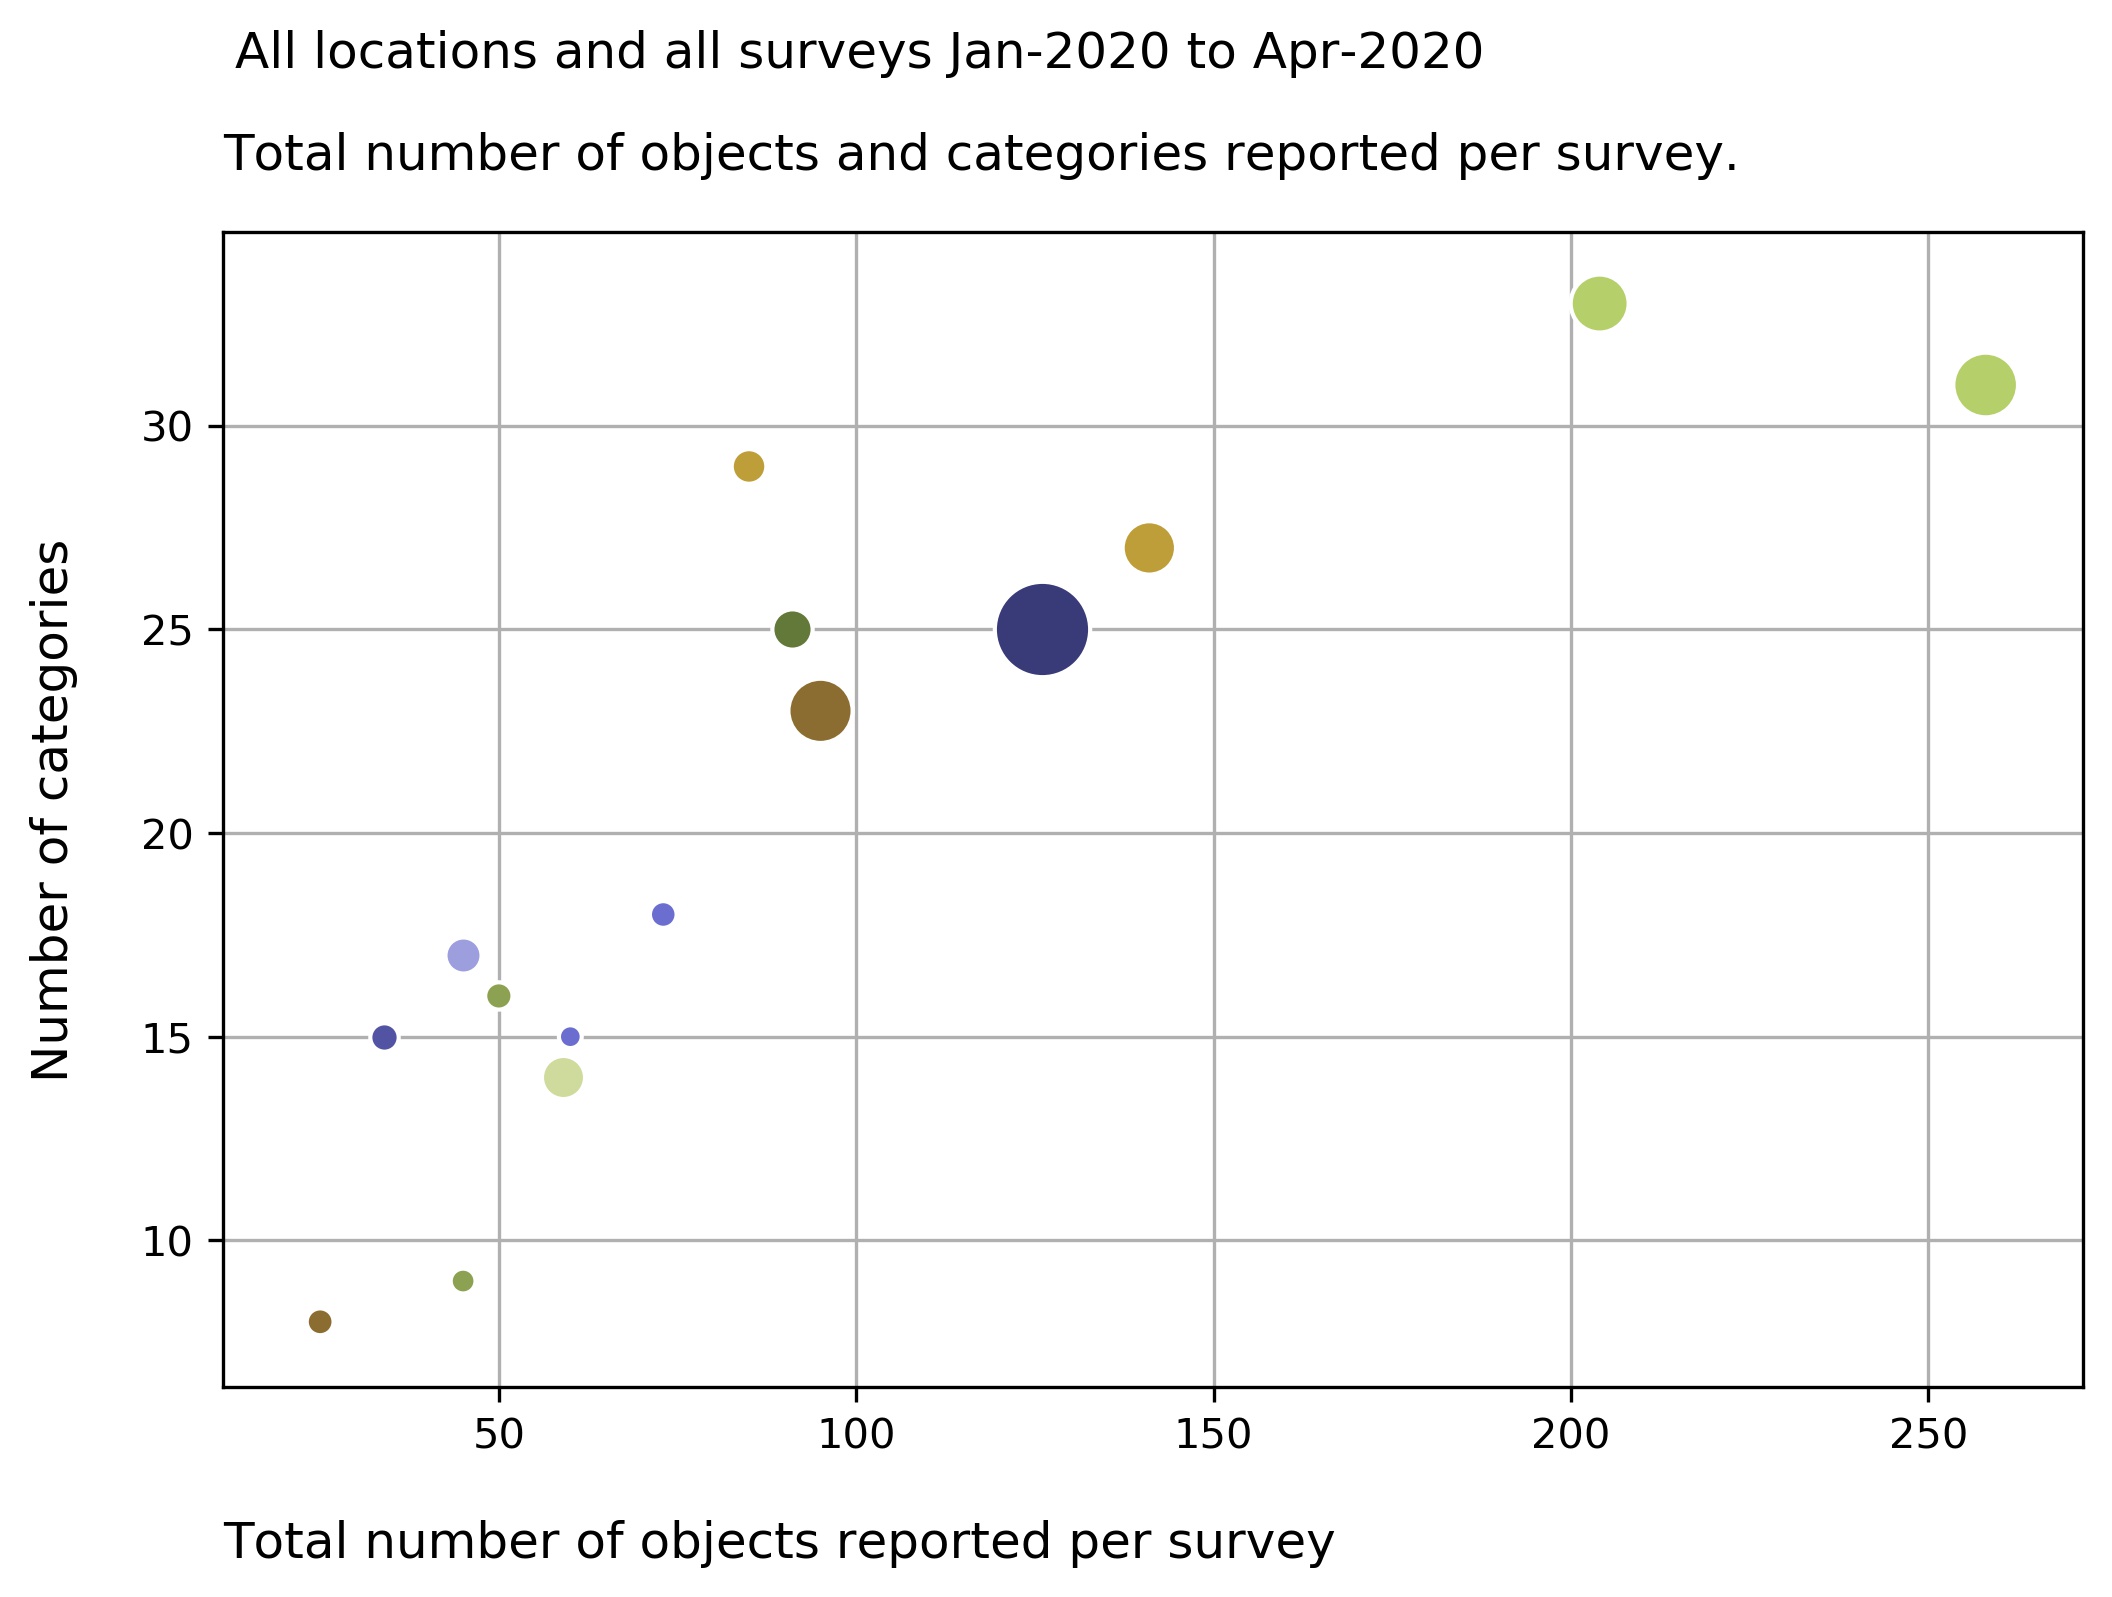 All locations and all surveys Jan-2020 to Apr-2020
Total number of objects and categories reported per survey.
Number of categories
30
25
20
15
10
50
100
150
200
250
Total number of objects reported per survey